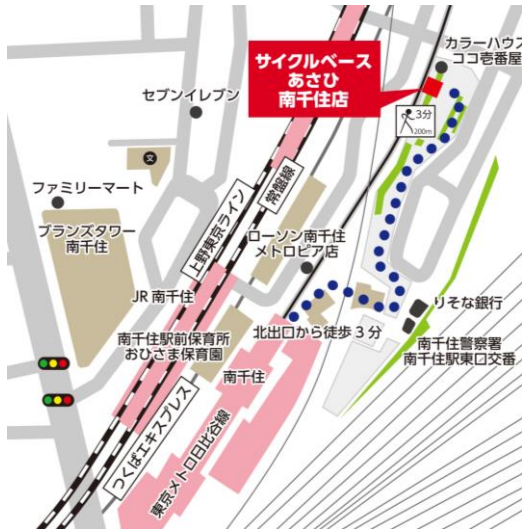 カラーハウス
ココ壱番屋
サイクルベース
あさひ
南千住店
セブンイレブン
3分
200m
文
ファミリーマート
ブランズタワー
南千住
上野東京ライン
常盤線
ローソン南千住
メトロピア店
JR 南千住
りそな銀行
北出口から徒歩 3 分
南千住駅前保育所
おひさま保育園
南千住警察署
南千住駅東口交番
南千住
つくばエキスプレス
東京メトロ日比谷線